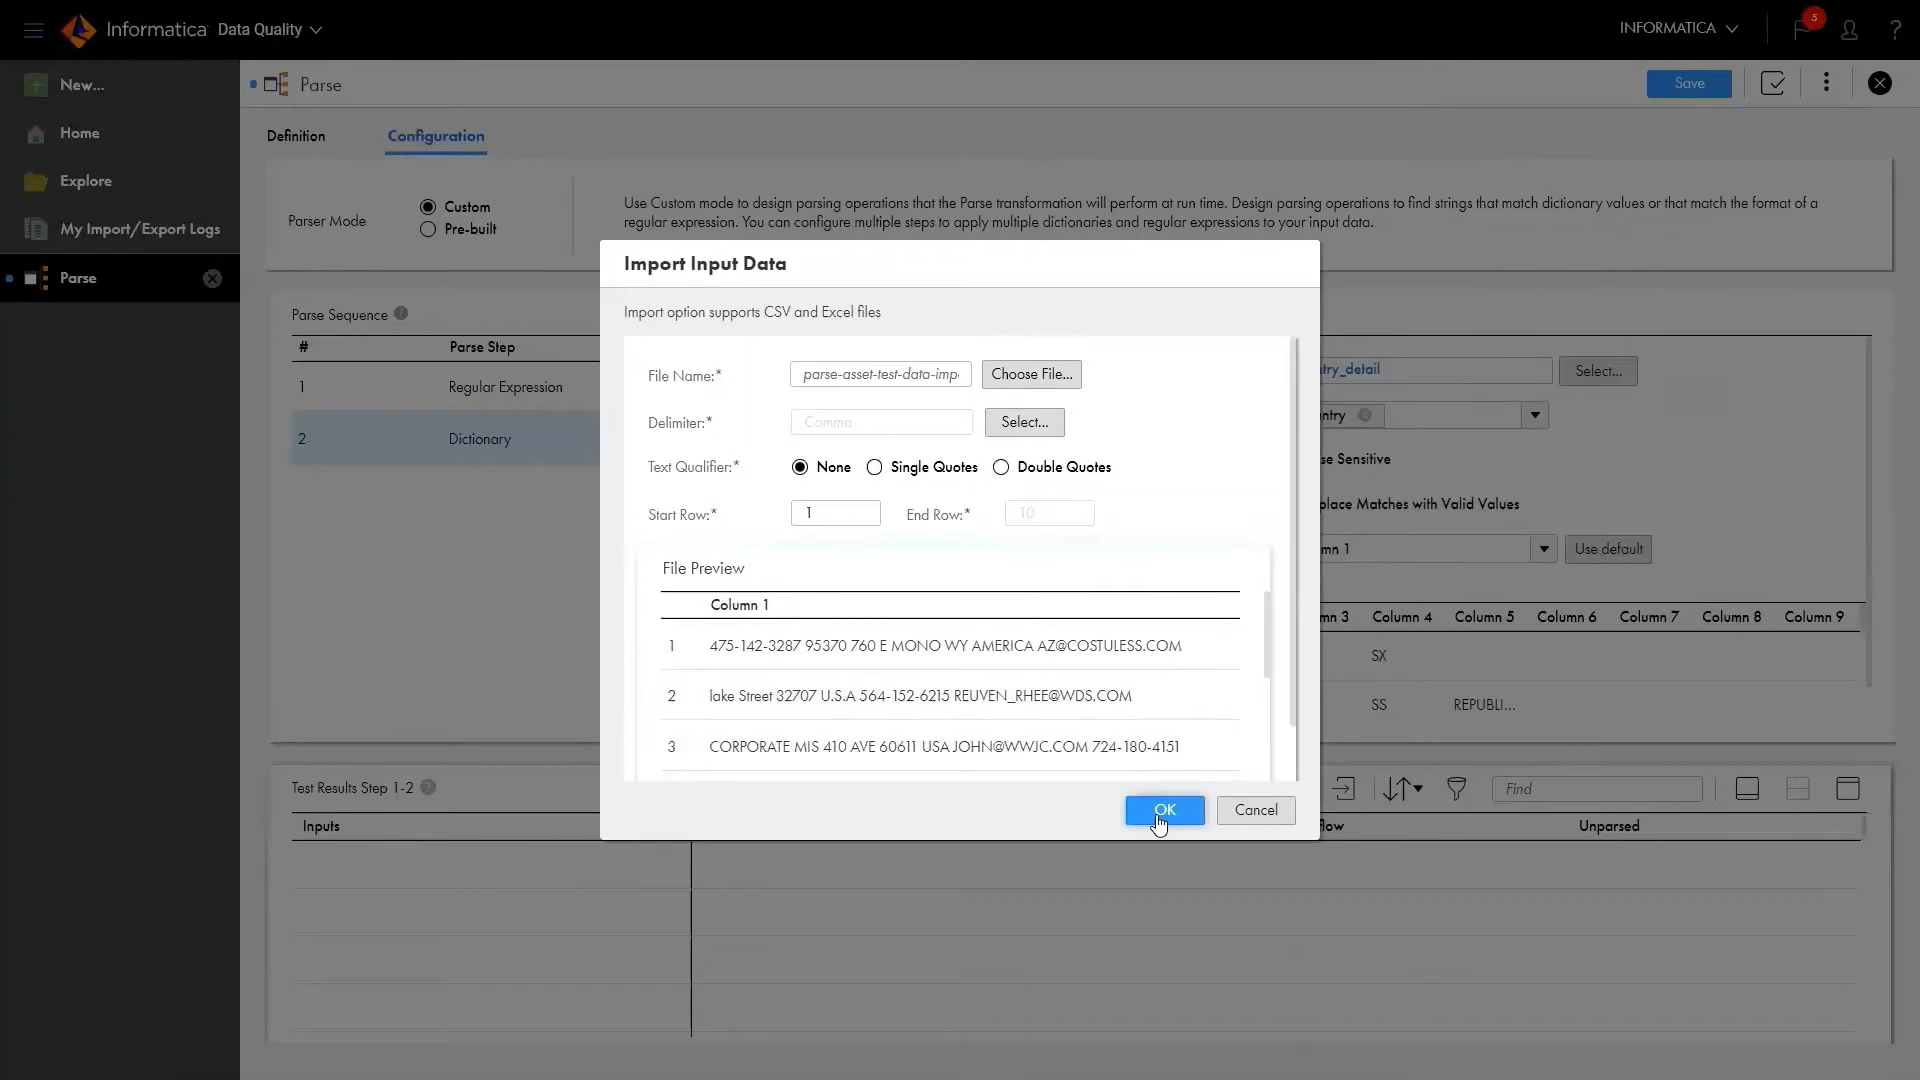 Informatica Data Quality
INFORMATICA
5
?
New...
Home
Explore
My Import/Export Logs
Parse
Parse
Save
Definition
Configuration
Parser Mode
Custom
Pre-built
Use Custom mode to design parsing operations that the Parse transformation will perform at run time. Design parsing operations to find strings that match dictionary values or that match the format of a
regular expression. You can configure multiple steps to apply multiple dictionaries and regular expressions to your input data.
Parse Sequence ?
# Parse Step
1 Regular Expression
2 Dictionary
Import Input Data
Import option supports CSV and Excel files
File Name:* parse-asset-test-data-imp Choose File...
Delimiter:* Comma Select...
Text Qualifier:* None Single Quotes Double Quotes
Start Row:* 1 End Row:* 10
File Preview
Column 1
1 475-142-3287 95370 760 E MONO WY AMERICA AZ@COSTULESS.COM
2 lake Street 32707 U.S.A 564-152-6215 REUVEN_RHEE@WDS.COM
3 CORPORATE MIS 410 AVE 60611 USA JOHN@WWJC.COM 724-180-4151
OK
Cancel
try_detail Select...
ntry
se Sensitive
place Matches with Valid Values
mn 1 Use default
mn 3 Column 4 Column 5 Column 6 Column 7 Column 8 Column 9
SX
SS REPUBLI...
Test Results Step 1-2 ?
Find
Inputs
flow
Unparsed